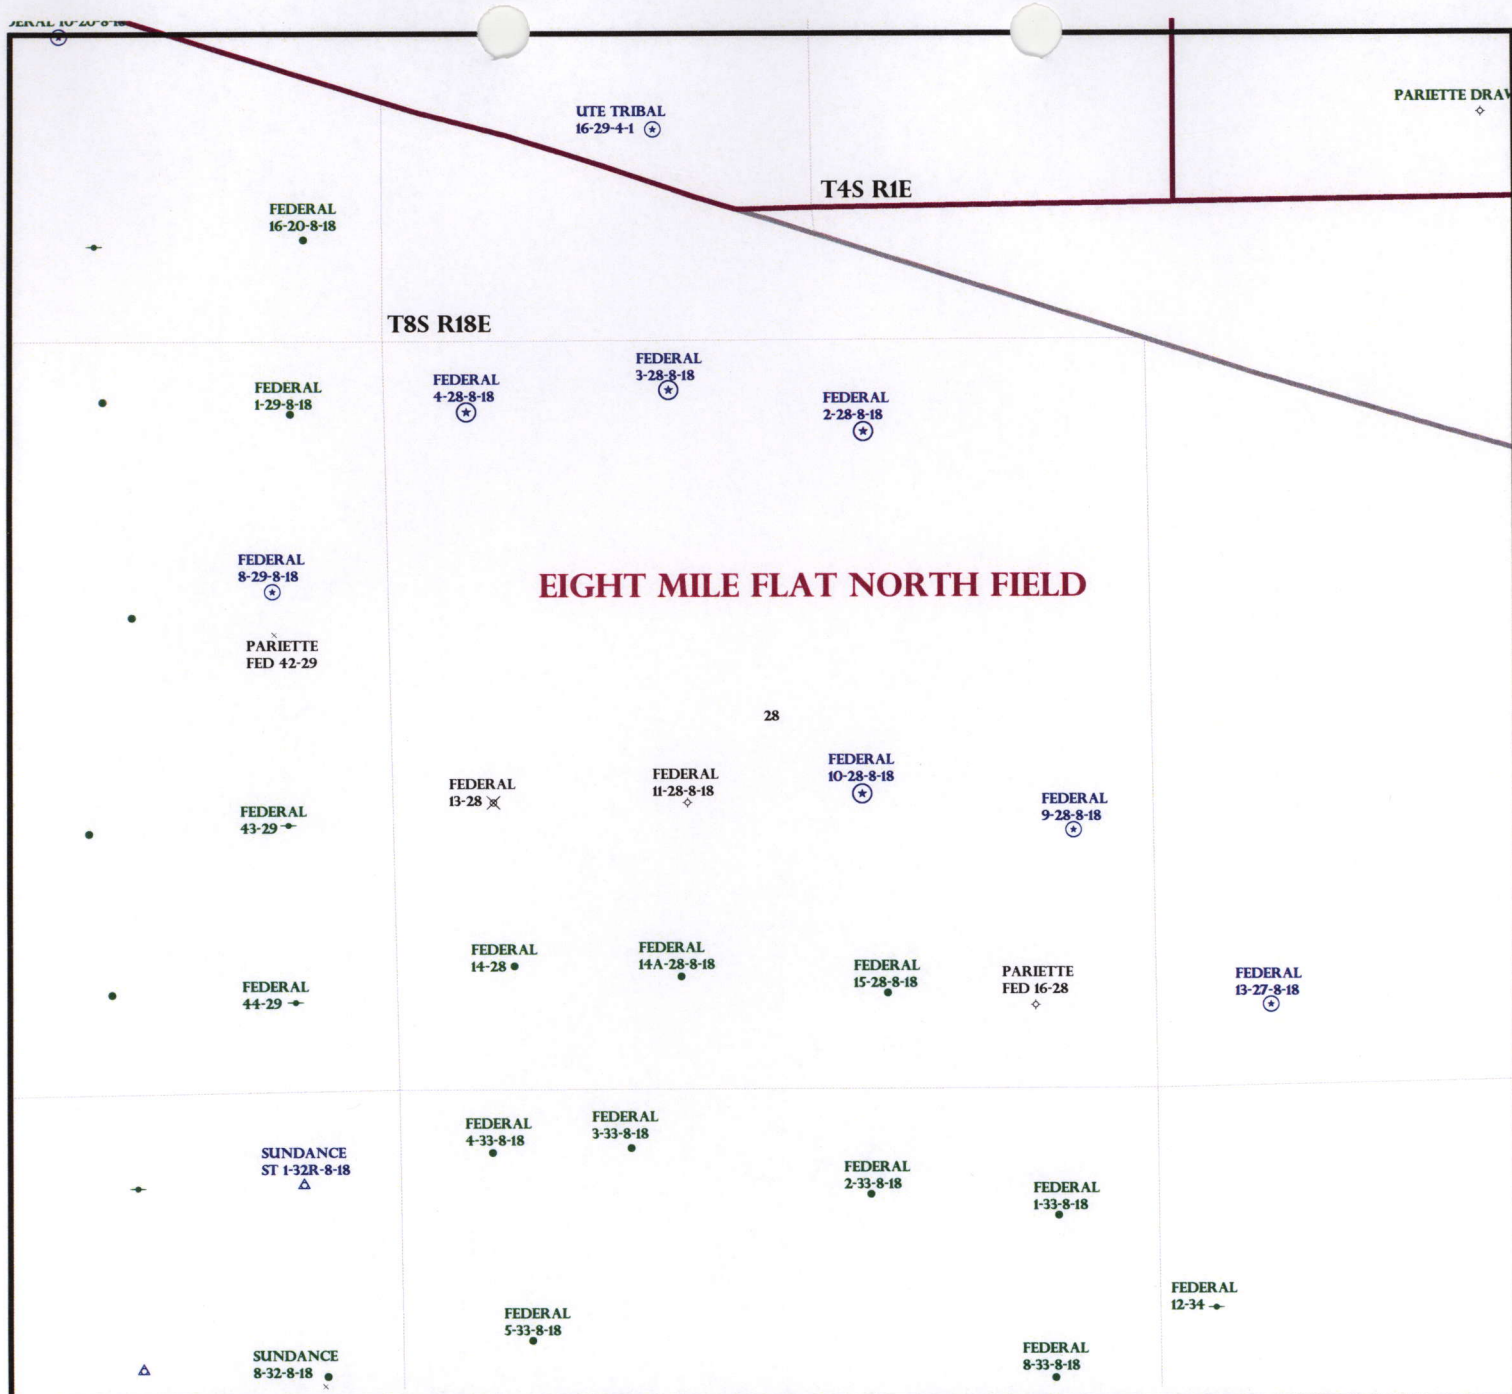 16-20-8-18
UTE TRIBAL
16-29-4-1
PARIETTE DRAW
T4S R1E
FEDERAL
16-20-8-18
T8S R18E
FEDERAL
1-29-8-18
FEDERAL
4-28-8-18
FEDERAL
3-28-8-18
FEDERAL
2-28-8-18
FEDERAL
8-29-8-18
EIGHT MILE FLAT NORTH FIELD
PARIETTE
FED 42-29
28
FEDERAL
13-28
FEDERAL
11-28-8-18
FEDERAL
10-28-8-18
FEDERAL
9-28-8-18
FEDERAL
43-29
FEDERAL
14-28
FEDERAL
14A-28-8-18
FEDERAL
15-28-8-18
PARIETTE
FED 16-28
FEDERAL
13-27-8-18
FEDERAL
44-29
FEDERAL
4-33-8-18
FEDERAL
3-33-8-18
SUNDANCE
ST 1-32R-8-18
FEDERAL
2-33-8-18
FEDERAL
1-33-8-18
FEDERAL
12-34
FEDERAL
5-33-8-18
SUNDANCE
8-32-8-18
FEDERAL
8-33-8-18